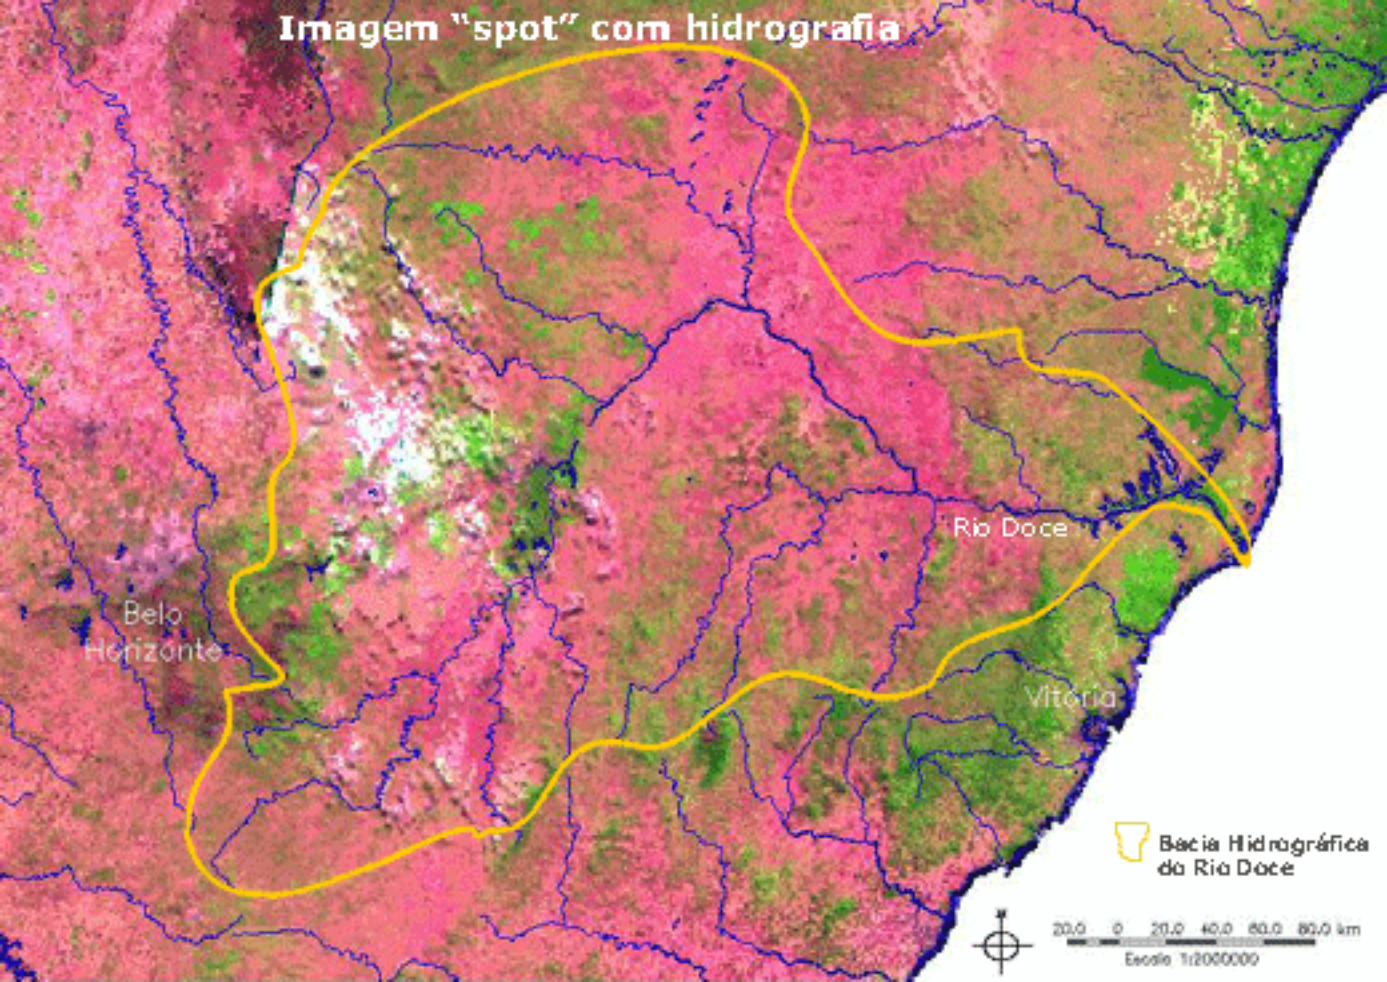 Imagem “spot” com hidrografia
Rio Doce
Belo
Horizonte
Vitória
Bacia Hidrográfica
do Rio Doce
20.0 0 20.0 40.0 60.0 80.0 km
Escala 1:2000000